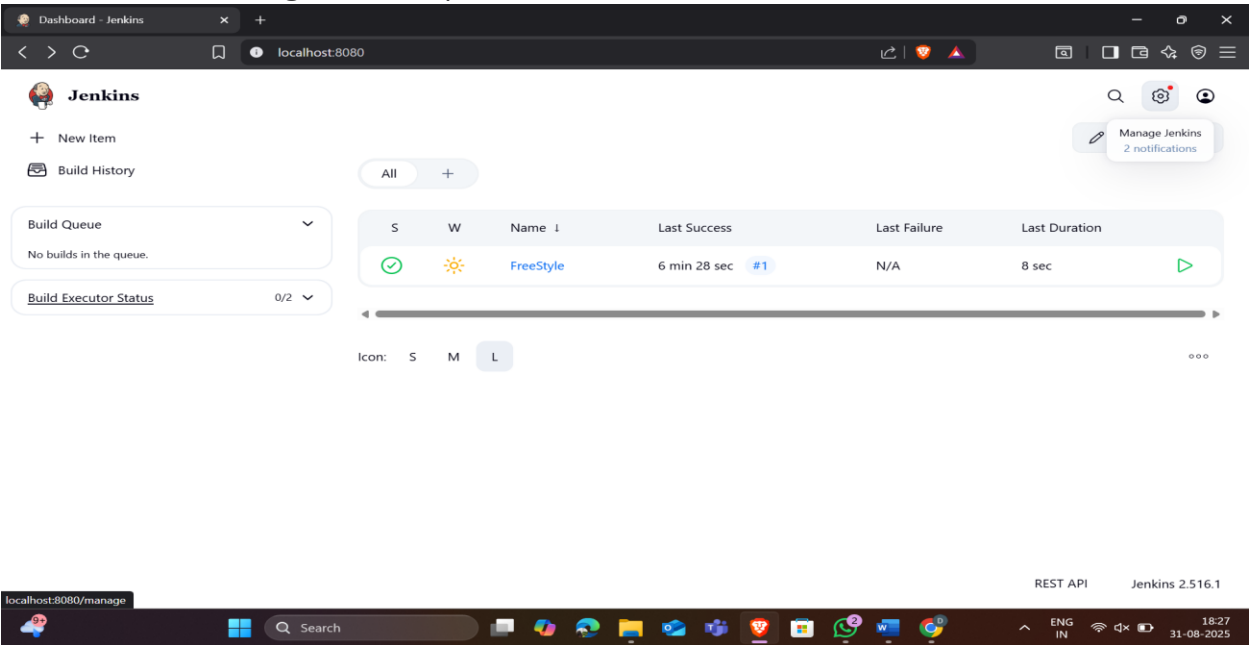 Dashboard - Jenkins
localhost:8080
Jenkins
New Item
Manage Jenkins
2 notifications
Build History
All
Build Queue
S W Name ↓ Last Success Last Failure Last Duration
No builds in the queue.
FreeStyle 6 min 28 sec #1 N/A 8 sec
Build Executor Status 0/2
Icon: S M L
REST API Jenkins 2.516.1
localhost:8080/manage
9+
Search
2
ENG
IN
18:27
31-08-2025